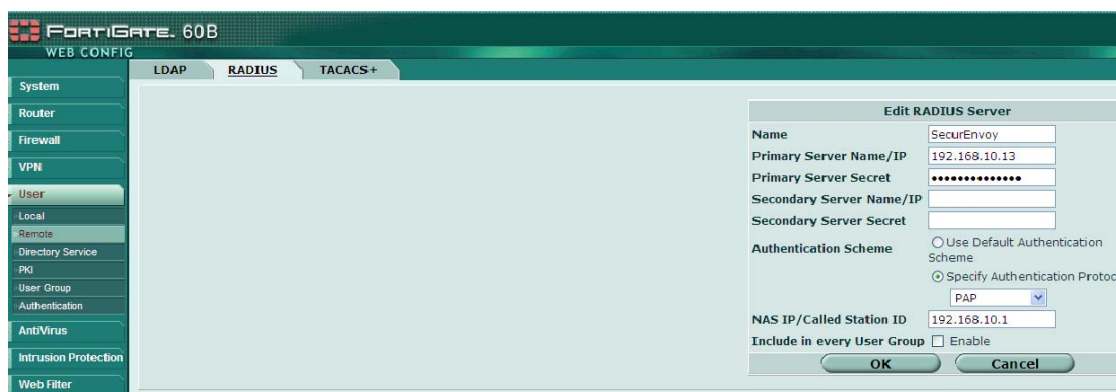 FORTIGATE. 60B
WEB CONFIG
LDAP RADIUS TACACS+
System
Router
Firewall
VPN
User
Local
Remote
Directory Service
PKI
User Group
Authentication
AntiVirus
Intrusion Protection
Web Filter
Edit RADIUS Server
Name SecurEnvoy
Primary Server Name/IP 192.168.10.13
Primary Server Secret ••••••••••••••
Secondary Server Name/IP
Secondary Server Secret
Authentication Scheme Use Default Authentication
Scheme
Specify Authentication Protoc
PAP
NAS IP/Called Station ID 192.168.10.1
Include in every User Group Enable
OK Cancel